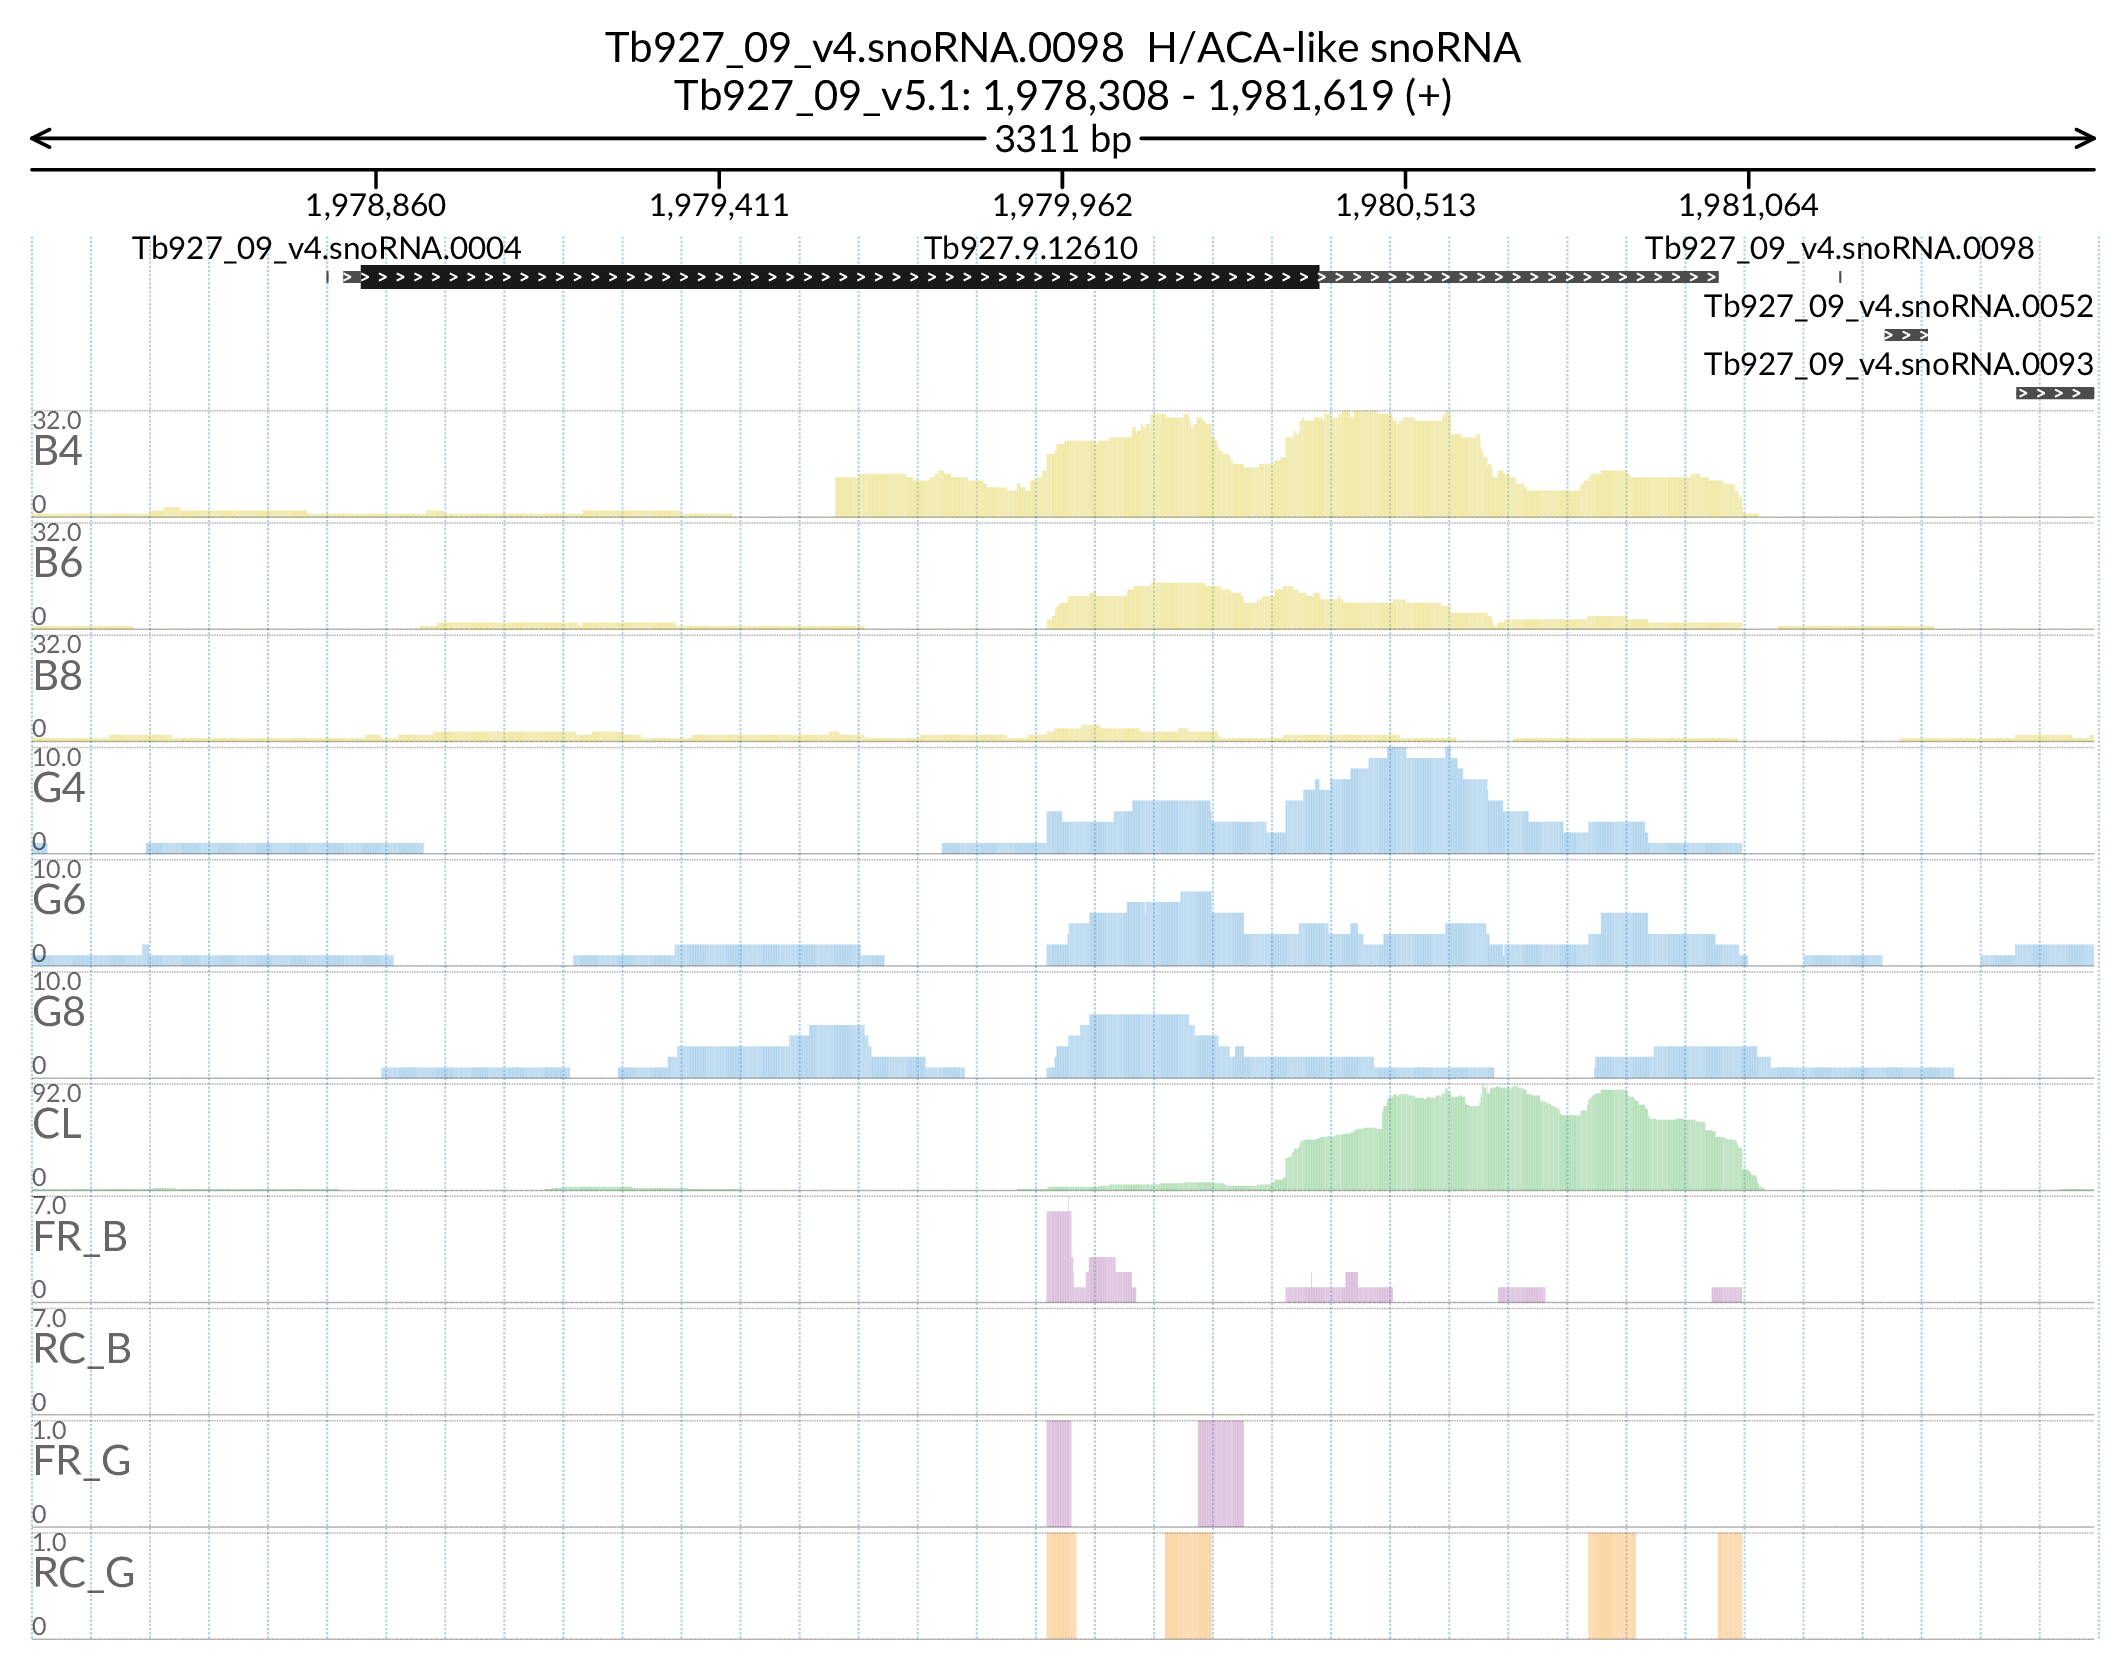 Tb927_09_v4.snoRNA.0098 H/ACA-like snoRNA
Tb927_09_v5.1: 1,978,308 - 1,981,619 (+)
3311 bp
1,978,860 1,979,411 1,979,962 1,980,513 1,981,064
Tb927_09_v4.snoRNA.0004 Tb927.9.12610 Tb927_09_v4.snoRNA.0098
Tb927_09_v4.snoRNA.0052
Tb927_09_v4.snoRNA.0093
32.0
B4
0
32.0
B6
0
32.0
B8
0
10.0
G4
0
10.0
G6
0
10.0
G8
0
92.0
CL
0
7.0
FR_B
0
7.0
RC_B
0
1.0
FR_G
0
1.0
RC_G
0